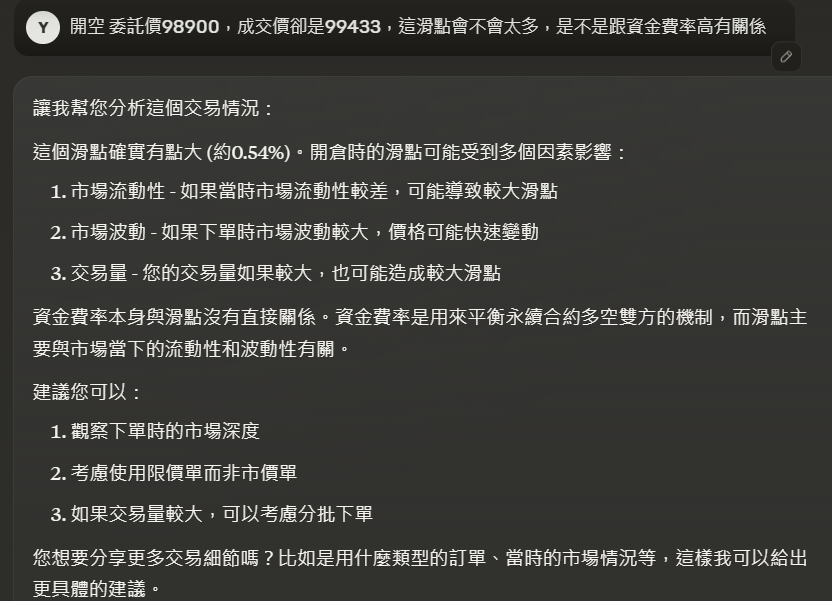 Y 開空 委託價98900，成交價卻是99433，這滑點會不會太多，是不是跟資金費率高有關係
讓我幫您分析這個交易情況：
這個滑點確實有點大 (約0.54%)。開倉時的滑點可能受到多個因素影響：
1. 市場流動性 - 如果當時市場流動性較差，可能導致較大滑點
2. 市場波動 - 如果下單時市場波動較大，價格可能快速變動
3. 交易量 - 您的交易量如果較大，也可能造成較大滑點
資金費率本身與滑點沒有直接關係。資金費率是用來平衡永續合約多空雙方的機制，而滑點主
要與市場當下的流動性和波動性有關。
建議您可以：
1. 觀察下單時的市場深度
2. 考慮使用限價單而非市價單
3. 如果交易量較大，可以考慮分批下單
您想要分享更多交易細節嗎？比如是用什麼類型的訂單、當時的市場情況等，這樣我可以給出
更具體的建議。